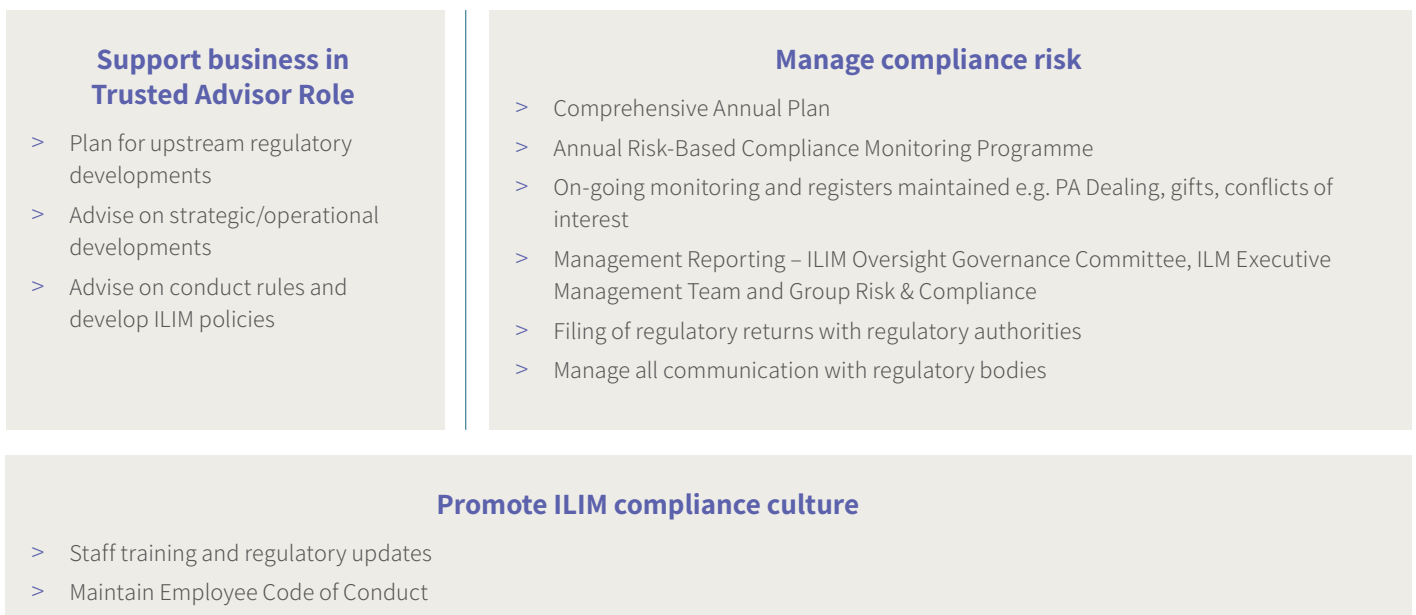 Support business in
Trusted Advisor Role
> Plan for upstream regulatory
developments
> Advise on strategic/operational
developments
> Advise on conduct rules and
develop ILIM policies
Manage compliance risk
> Comprehensive Annual Plan
> Annual Risk-Based Compliance Monitoring Programme
> On-going monitoring and registers maintained e.g. PA Dealing, gifts, conflicts of
interest
> Management Reporting – ILIM Oversight Governance Committee, ILM Executive
Management Team and Group Risk & Compliance
> Filing of regulatory returns with regulatory authorities
> Manage all communication with regulatory bodies
Promote ILIM compliance culture
> Staff training and regulatory updates
> Maintain Employee Code of Conduct